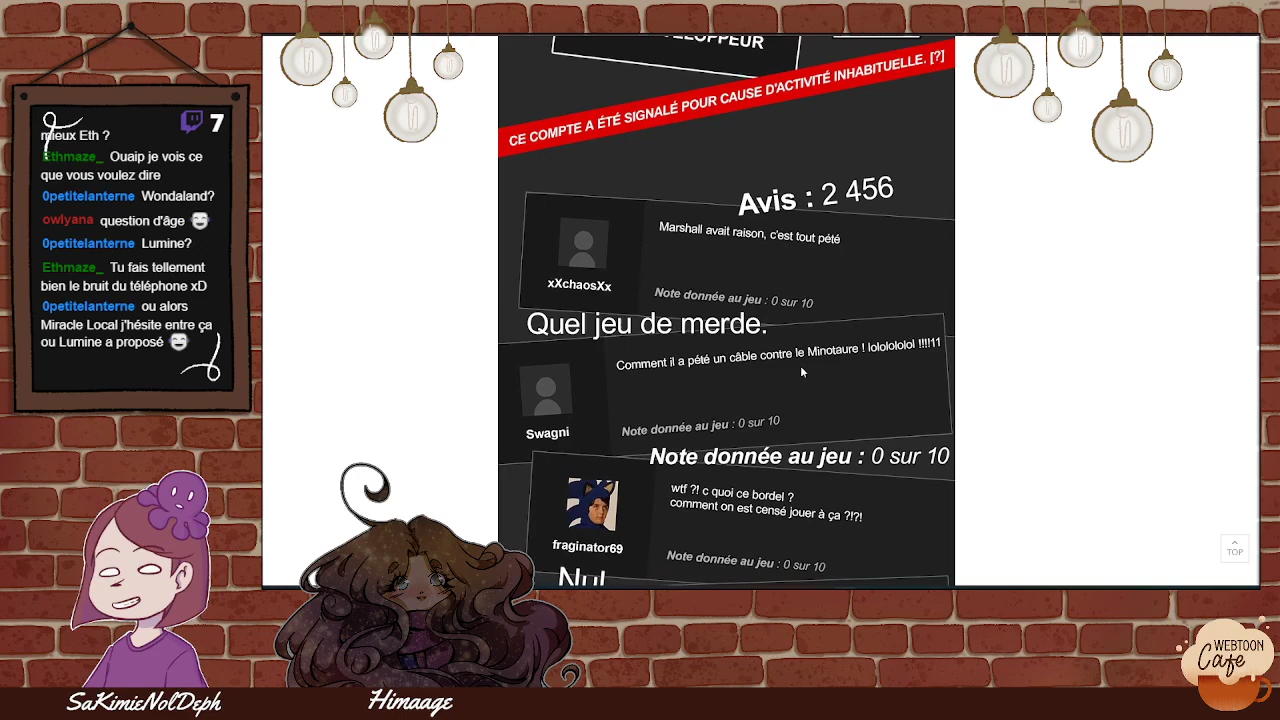 7
mieux Eth ?
Ethmaze_ Ouaip je vois ce
que vous voulez dire
0petitelanterne Wondaland?
owlyana question d'âge
0petitelanterne Lumine?
Ethmaze_ Tu fais tellement
bien le bruit du téléphone xD
0petitelanterne ou alors
Miracle Local j'hésite entre ça
ou Lumine a proposé
CE COMPTE A ÉTÉ SIGNALÉ POUR CAUSE D'ACTIVITÉ INHABITUELLE. [?]
Avis : 2 456
Marshall avait raison, c'est tout pété
xXchaosXx
Note donnée au jeu : 0 sur 10
Quel jeu de merde.
Comment il a pété un câble contre le Minotaure ! lolololol !!!!11
Swagni
Note donnée au jeu : 0 sur 10
Note donnée au jeu : 0 sur 10
wtf ?! c quoi ce bordel ?
comment on est censé jouer à ça ?!?!
fraginator69
Note donnée au jeu : 0 sur 10
Nul
TOP
WEBTOON
Cafe
SaKimieNolDeph
Himaage